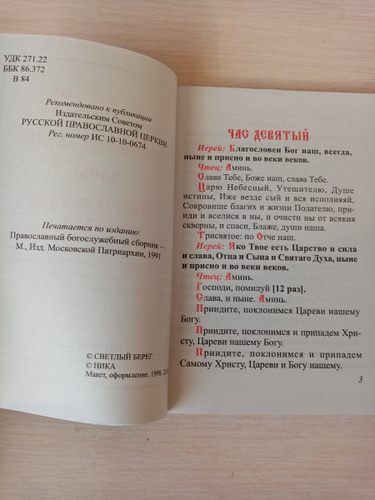 УДК 271.22
ББК 86.372
В 84
Рекомендовано к публикации
Издательским Советом
РУССКОЙ ПРАВОСЛАВНОЙ ЦЕРКВИ
Рег. номер ИС 10-10-0674
Печатается по изданию:
Православный богослужебный сборник —
М., Изд. Московской Патриархии, 1991
© СВЕТЛЫЙ БЕРЕГ
© НИКА
Макет, оформление. 1998,
ЧАС ДЕВЯТЫЙ
Иерей: Благословен Бог наш, всегда,
ныне и присно и во веки веков.
Чтец: Аминь.
Слава Тебе, Боже наш, слава Тебе.
Царю Небесный, Утешителю, Душе
истины, Иже везде сый и вся исполняяй,
Сокровище благих и жизни Подателю, прии-
ди и вселися в ны, и очисти ны от всякия
скверны, и спаси, Блаже, души наша.
Трисвятое: по Отче наш.
Иерей: Яко Твое есть Царство и сила
и слава, Отца и Сына и Святаго Духа, ныне
и присно и во веки веков.
Чтец: Аминь.
Господи, помилуй [12 раз].
Слава, и ныне. Аминь.
Приидите, поклонимся Цареви нашему
Богу.
Приидите, поклонимся и припадем Хри-
сту, Цареви нашему Богу.
Приидите, поклонимся и припадем
Самому Христу, Цареви и Богу нашему.
3